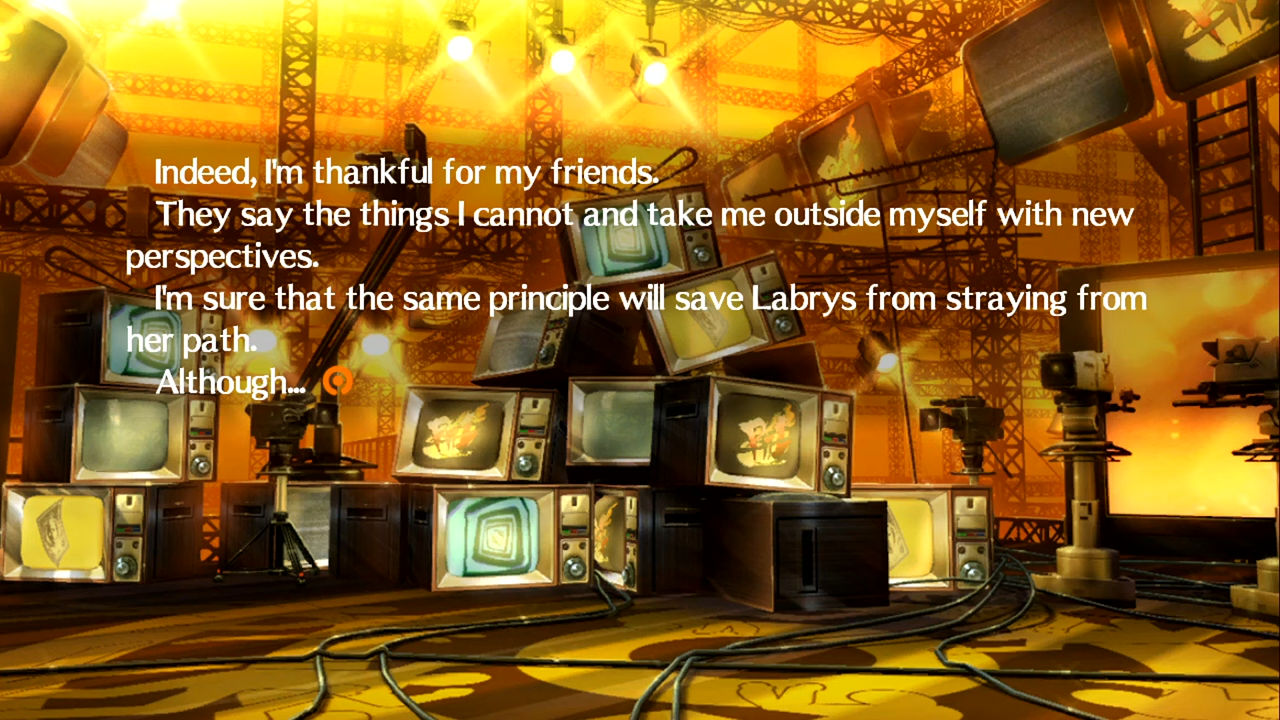 Indeed, I'm thankful for my friends.
They say the things I cannot and take me outside myself with new
perspectives.
I'm sure that the same principle will save Labrys from straying from
her path.
Although...